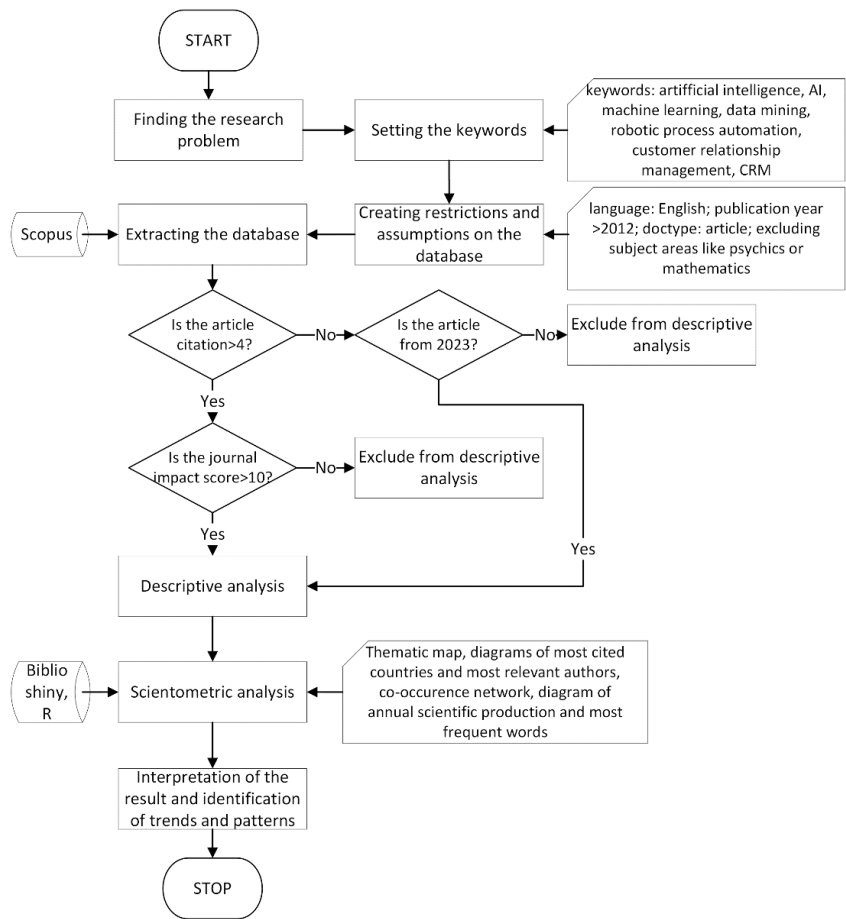 START
Finding the research
problem
Setting the keywords
keywords: artifficial intelligence, AI,
machine learning, data mining,
robotic process automation,
customer relationship
management, CRM
Scopus
Extracting the database
Creating restrictions and
assumptions on the
database
language: English; publication year
>2012; doctype: article; excluding
subject areas like psychics or
mathematics
Is the article
citation>4?
No
Is the article
from 2023?
No
Exclude from descriptive
analysis
Yes
Is the journal
impact score>10?
No
Exclude from descriptive
analysis
Yes
Yes
Descriptive analysis
Biblio
shiny,
R
Scientometric analysis
Thematic map, diagrams of most cited
countries and most relevant authors,
co-occurence network, diagram of
annual scientific production and most
frequent words
Interpretation of the
result and identification
of trends and patterns
STOP